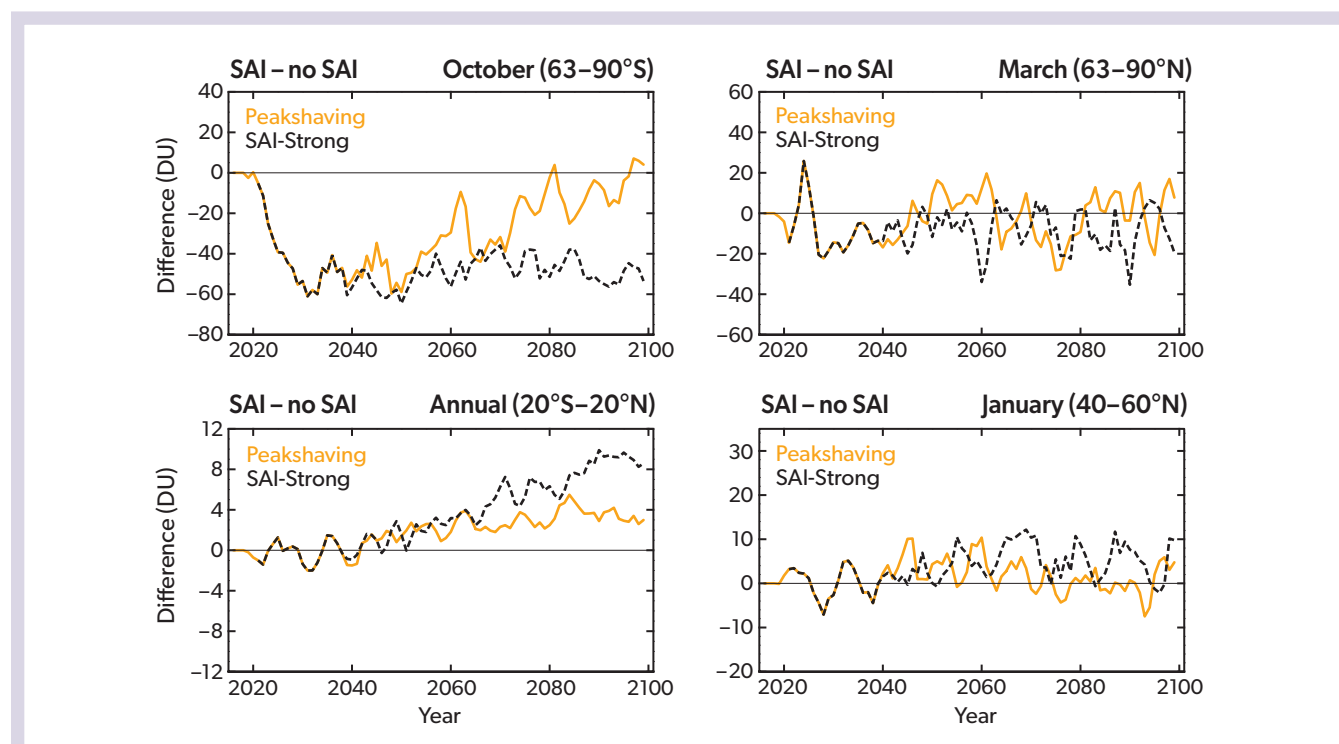 SAI – no SAI October (63–90°S)
40
20
0
–20
–40
–60
–80
Difference (DU)
Peakshaving
SAI-Strong
2020 2040 2060 2080 2100
SAI – no SAI March (63–90°N)
60
40
20
0
–20
–40
–60
Peakshaving
SAI-Strong
2020 2040 2060 2080 2100
SAI – no SAI Annual (20°S–20°N)
12
8
4
0
–4
–8
–12
Difference (DU)
Peakshaving
SAI-Strong
2020 2040 2060 2080 2100
Year
SAI – no SAI January (40–60°N)
30
20
10
0
–10
–20
Peakshaving
SAI-Strong
2020 2040 2060 2080 2100
Year